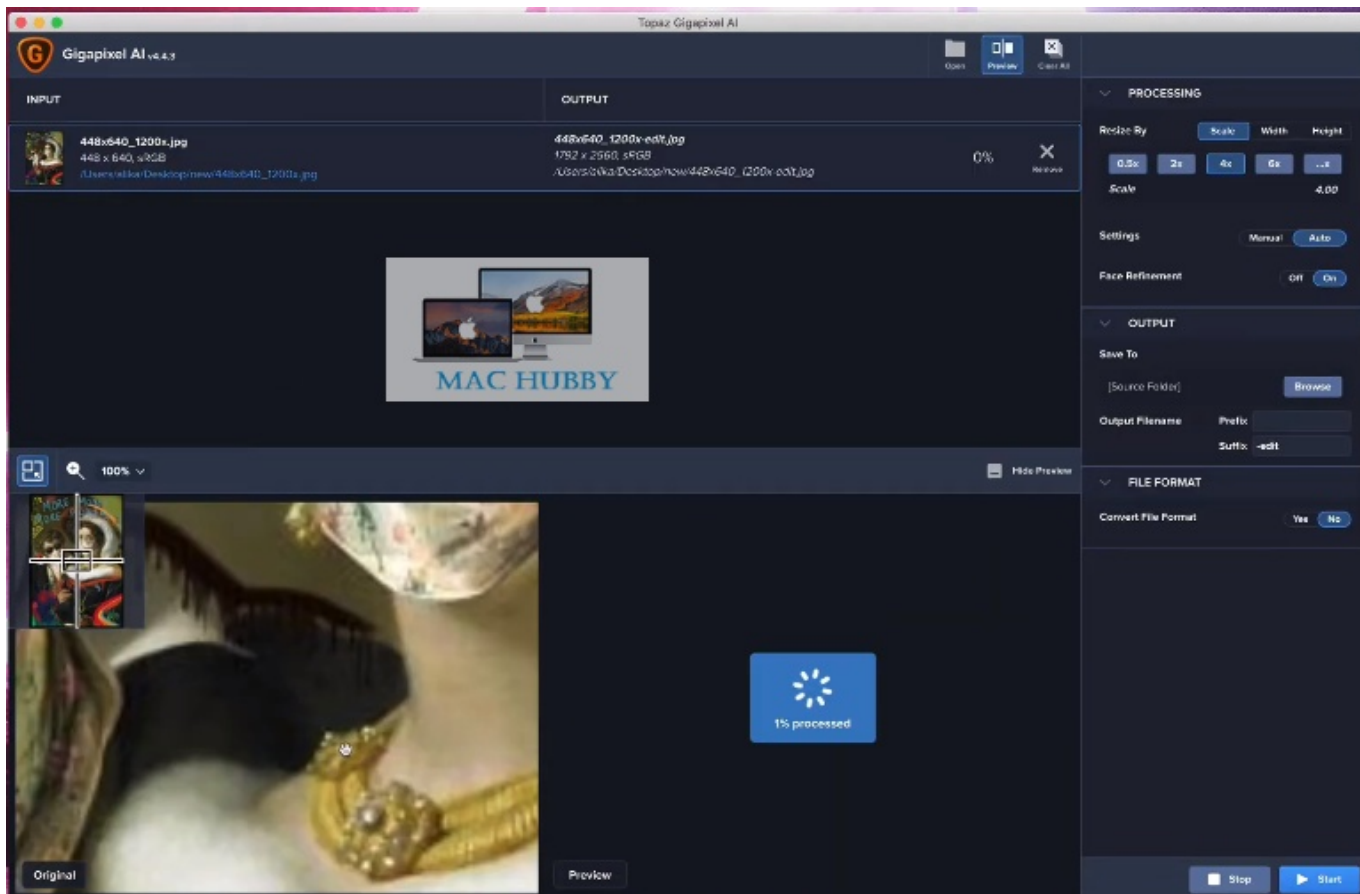 Topaz Gigapixel AI
G Gigapixel AI v4.4.3
Open Preview Clear All
INPUT OUTPUT
448x640_1200x.jpg
448 x 640, sRGB
/Users/alika/Desktop/new/448x640_1200x.jpg
448x640_1200x-edit.jpg
1792 x 2560, sRGB
/Users/alika/Desktop/new/448x640_1200x-edit.jpg
0%
Remove
MAC HUBBY
100%
Hide Preview
MORE
MORE
Original
1% processed
Preview
PROCESSING
Resize By Scale Width Height
0.5x 2x 4x 6x ...x
Scale 4.00
Settings Manual Auto
Face Refinement Off On
OUTPUT
Save To
[Source Folder] Browse
Output Filename Prefix
Suffix -edit
FILE FORMAT
Convert File Format Yes No
Stop Start